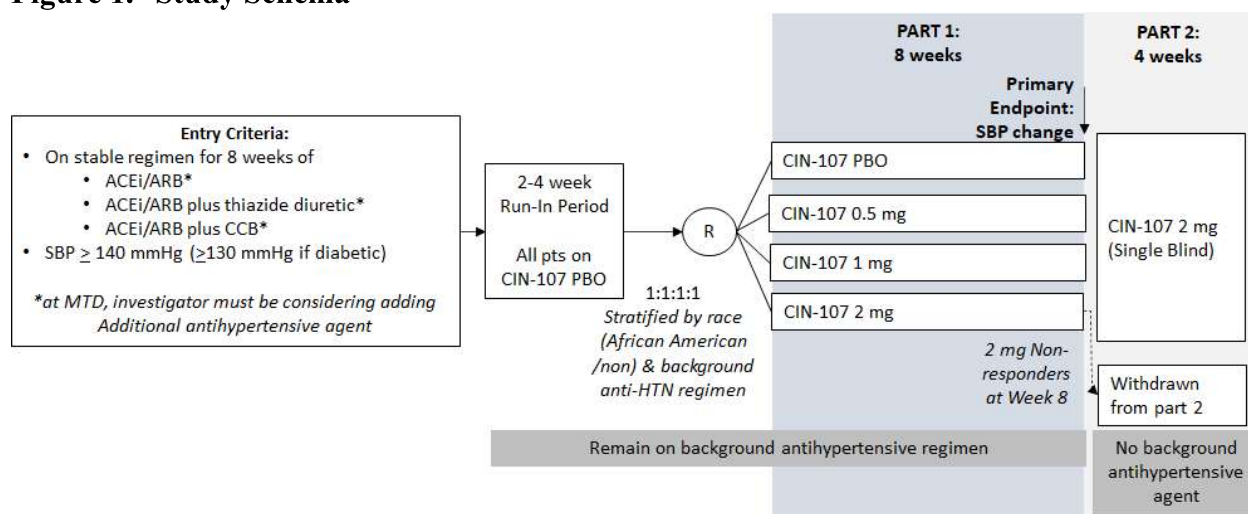 Figure 1. Study Schema
PART 1:
8 weeks
PART 2:
4 weeks
Primary
Endpoint:
SBP change
Entry Criteria:
• On stable regimen for 8 weeks of
• ACEi/ARB*
• ACEi/ARB plus thiazide diuretic*
• ACEi/ARB plus CCB*
• SBP ≥ 140 mmHg (≥130 mmHg if diabetic)
*at MTD, investigator must be considering adding
Additional antihypertensive agent
2-4 week
Run-In Period
All pts on
CIN-107 PBO
R
1:1:1:1
Stratified by race
(African American
/non) & background
anti-HTN regimen
CIN-107 PBO
CIN-107 0.5 mg
CIN-107 1 mg
CIN-107 2 mg
2 mg Non-
responders
at Week 8
CIN-107 2 mg
(Single Blind)
Withdrawn
from part 2
Remain on background antihypertensive regimen
No background
antihypertensive
agent